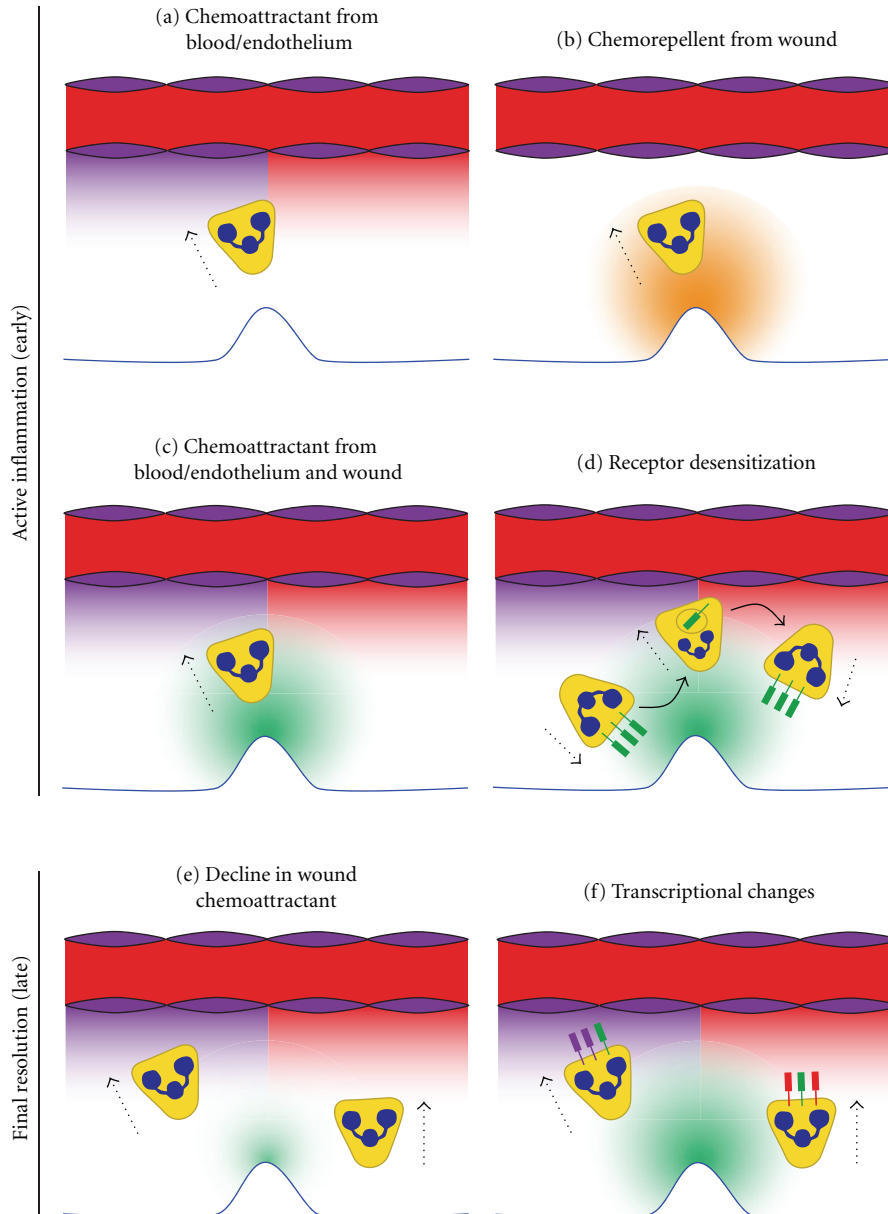 (a) Chemoattractant from
blood/endothelium
(b) Chemorepellent from wound
Active inflammation (early)
(c) Chemoattractant from
blood/endothelium and wound
(d) Receptor desensitization
(e) Decline in wound
chemoattractant
(f) Transcriptional changes
Final resolution (late)